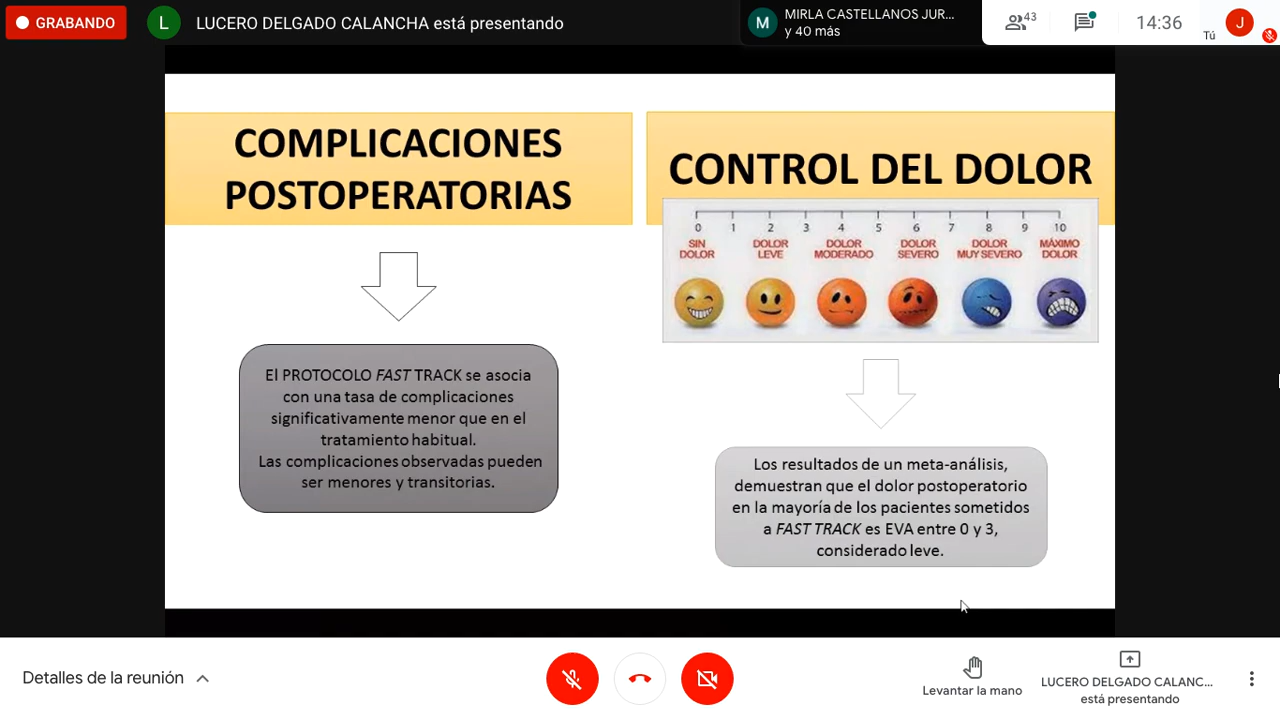 GRABANDO
L
LUCERO DELGADO CALANCHA está presentando
M
MIRLA CASTELLANOS JUR...
y 40 más
43
14:36
Tú
J
COMPLICACIONES
POSTOPERATORIAS
El PROTOCOLO FAST TRACK se asocia
con una tasa de complicaciones
significativamente menor que en el
tratamiento habitual.
Las complicaciones observadas pueden
ser menores y transitorias.
CONTROL DEL DOLOR
0 1 2 3 4 5 6 7 8 9 10
SIN
DOLOR
DOLOR
LEVE
DOLOR
MODERADO
DOLOR
SEVERO
DOLOR
MUY SEVERO
MÁXIMO
DOLOR
Los resultados de un meta-análisis,
demuestran que el dolor postoperatorio
en la mayoría de los pacientes sometidos
a FAST TRACK es EVA entre 0 y 3,
considerado leve.
Detalles de la reunión
Levantar la mano
LUCERO DELGADO CALANC...
está presentando